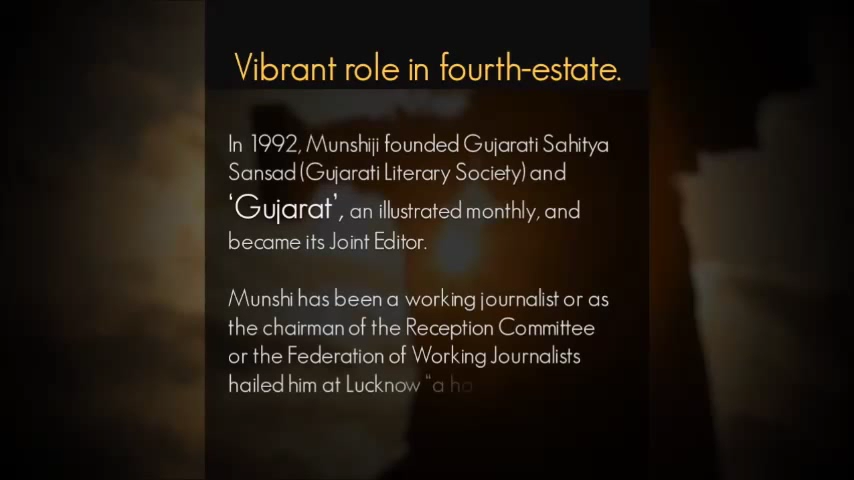 Vibrant role in fourth-estate.
In 1992, Munshiji founded Gujarati Sahitya
Sansad (Gujarati Literary Society) and
‘Gujarat’, an illustrated monthly, and
became its Joint Editor.
Munshi has been a working journalist or as
the chairman of the Reception Committee
or the Federation of Working Journalists
hailed him at Lucknow “a ha